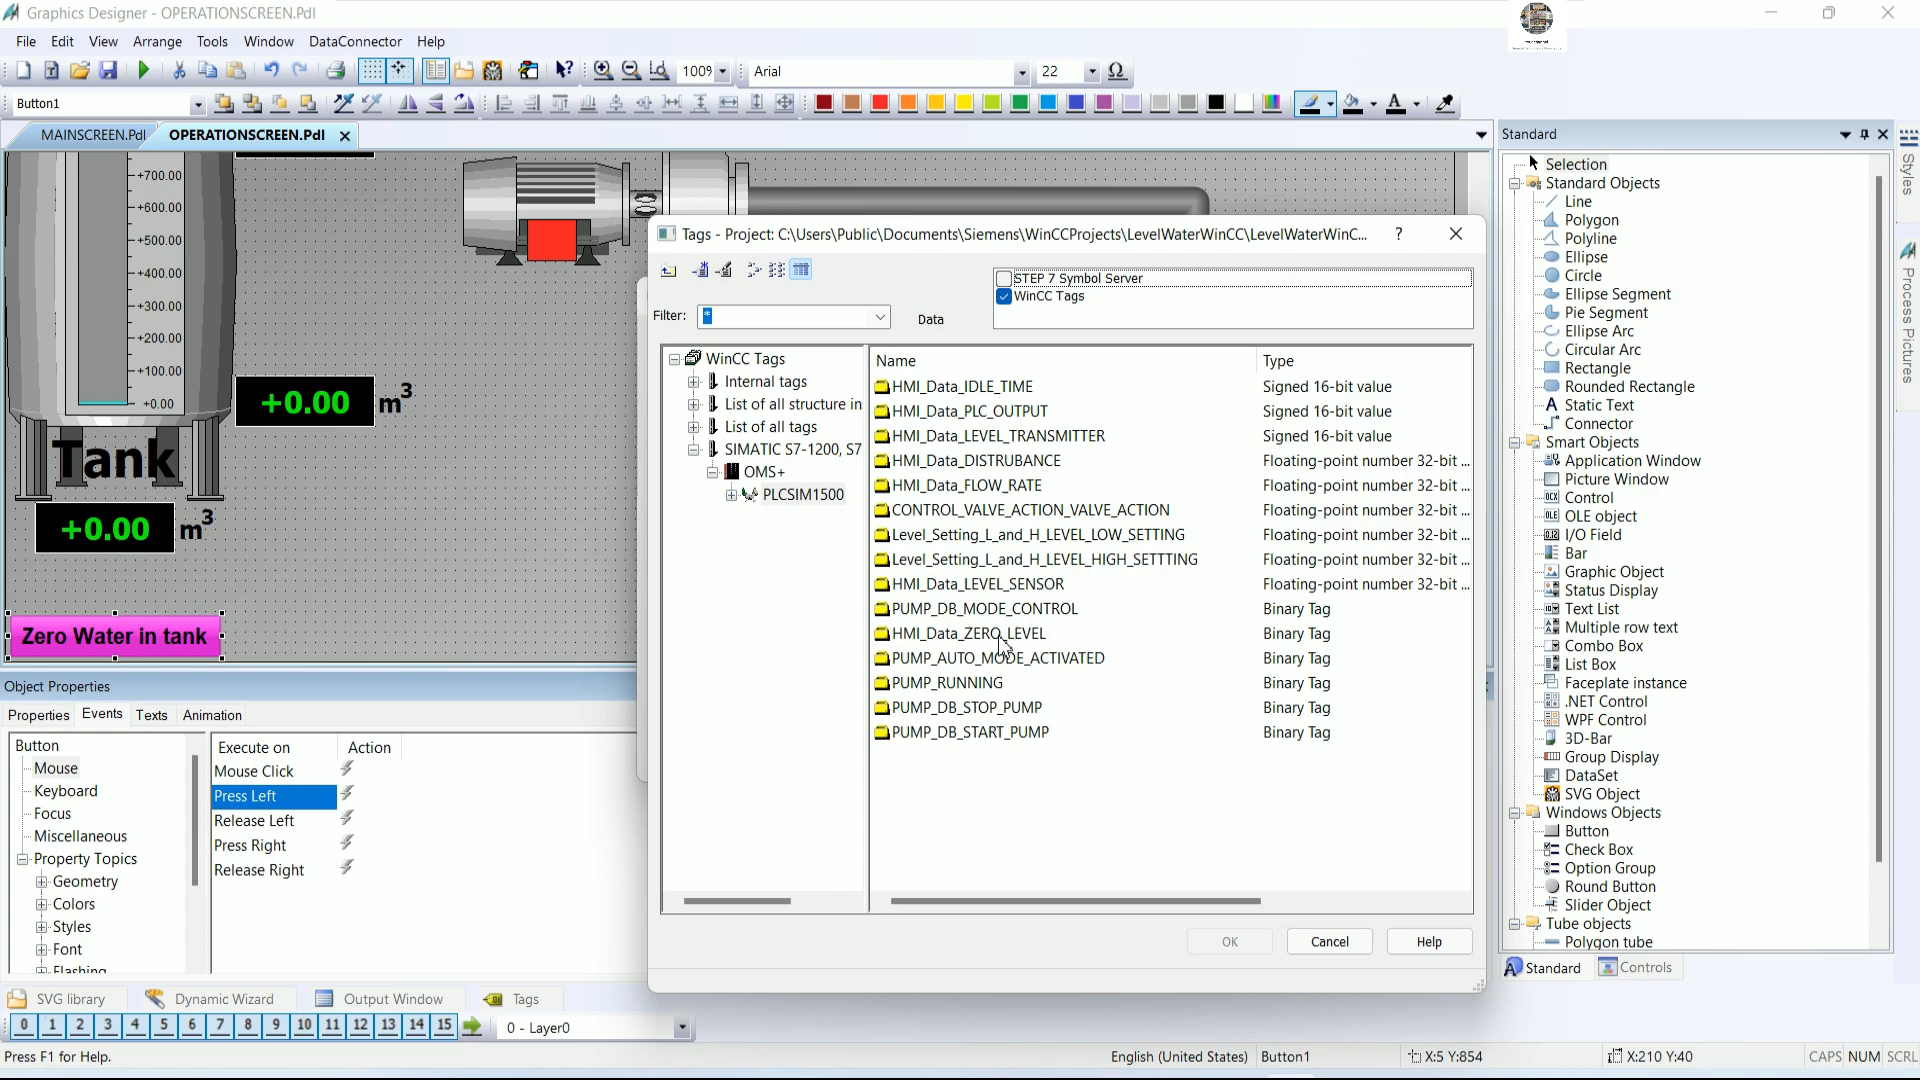 Graphics Designer - OPERATIONSCREEN.Pdl
File Edit View Arrange Tools Window DataConnector Help
100% Arial 22 Ω
Button1
MAINSCREEN.Pdl OPERATIONSCREEN.Pdl
+700.00
+600.00
+500.00
+400.00
+300.00
+200.00
+100.00
+0.00
+0.00 m3
Tank
+0.00 m3
Zero Water in tank
Object Properties
Properties Events Texts Animation
Button
Mouse
Keyboard
Focus
Miscellaneous
Property Topics
Geometry
Colors
Styles
Font
Flashing
Execute on Action
Mouse Click
Press Left
Release Left
Press Right
Release Right
SVG library Dynamic Wizard Output Window Tags
0 1 2 3 4 5 6 7 8 9 10 11 12 13 14 15 0 - Layer0
Press F1 for Help.
English (United States) Button1 X:5 Y:854 X:210 Y:40 CAPS NUM SCRL
Tags - Project: C:\Users\Public\Documents\Siemens\WinCCProjects\LevelWaterWinCC\LevelWaterWinC... ?
STEP 7 Symbol Server
WinCC Tags
Filter: * Data
WinCC Tags
Internal tags
List of all structure in
List of all tags
SIMATIC S7-1200, S7
OMS+
PLCSIM1500
Name Type
HMI_Data_IDLE_TIME Signed 16-bit value
HMI_Data_PLC_OUTPUT Signed 16-bit value
HMI_Data_LEVEL_TRANSMITTER Signed 16-bit value
HMI_Data_DISTRUBANCE Floating-point number 32-bit ...
HMI_Data_FLOW_RATE Floating-point number 32-bit ...
CONTROL_VALVE_ACTION_VALVE_ACTION Floating-point number 32-bit ...
Level_Setting_L_and_H_LEVEL_LOW_SETTING Floating-point number 32-bit ...
Level_Setting_L_and_H_LEVEL_HIGH_SETTTING Floating-point number 32-bit ...
HMI_Data_LEVEL_SENSOR Floating-point number 32-bit ...
PUMP_DB_MODE_CONTROL Binary Tag
HMI_Data_ZERO_LEVEL Binary Tag
PUMP_AUTO_MODE_ACTIVATED Binary Tag
PUMP_RUNNING Binary Tag
PUMP_DB_STOP_PUMP Binary Tag
PUMP_DB_START_PUMP Binary Tag
OK Cancel Help
Standard
Selection
Standard Objects
Line
Polygon
Polyline
Ellipse
Circle
Ellipse Segment
Pie Segment
Ellipse Arc
Circular Arc
Rectangle
Rounded Rectangle
Static Text
Connector
Smart Objects
Application Window
Picture Window
Control
OLE object
I/O Field
Bar
Graphic Object
Status Display
Text List
Multiple row text
Combo Box
List Box
Faceplate instance
.NET Control
WPF Control
3D-Bar
Group Display
DataSet
SVG Object
Windows Objects
Button
Check Box
Option Group
Round Button
Slider Object
Tube objects
Polygon tube
Standard Controls
Styles
Process Pictures